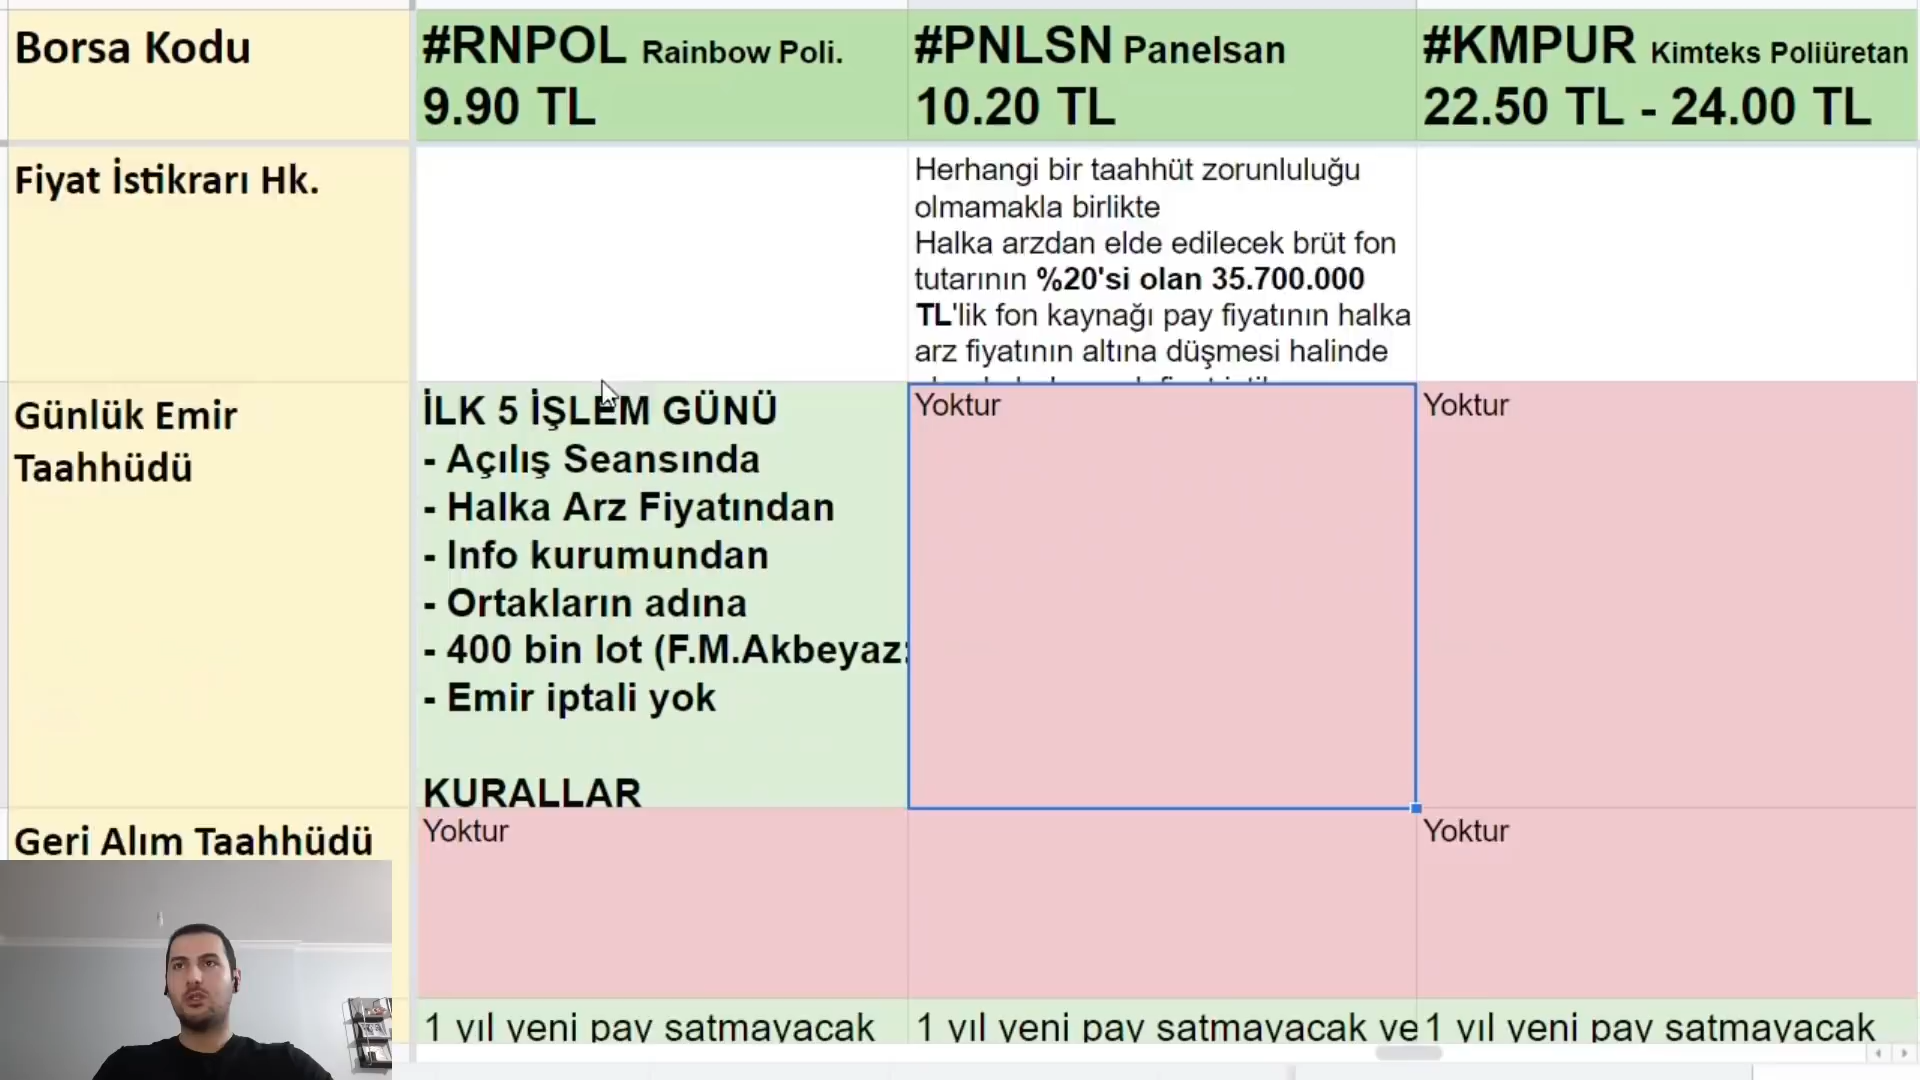 Borsa Kodu
#RNPOL Rainbow Poli.
9.90 TL
#PNLSN Panelsan
10.20 TL
#KMPUR Kimteks Poliüretan
22.50 TL - 24.00 TL
Fiyat İstikrarı Hk.
Herhangi bir taahhüt zorunluluğu
olmamakla birlikte
Halka arzdan elde edilecek brüt fon
tutarının %20'si olan 35.700.000
TL'lik fon kaynağı pay fiyatının halka
arz fiyatının altına düşmesi halinde
Günlük Emir
Taahhüdü
İLK 5 İŞLEM GÜNÜ
- Açılış Seansında
- Halka Arz Fiyatından
- Info kurumundan
- Ortakların adına
- 400 bin lot (F.M.Akbeyaz:
- Emir iptali yok
KURALLAR
Yoktur
Yoktur
Geri Alım Taahhüdü
Yoktur
Yoktur
1 yıl yeni pay satmayacak
1 yıl yeni pay satmayacak ve
1 yıl yeni pay satmayacak